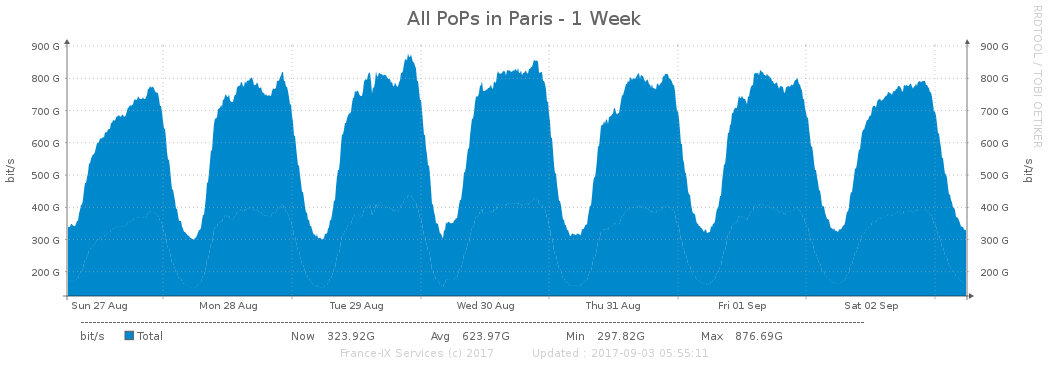 All PoPs in Paris - 1 Week
RRDTOOL / TOBI OETIKER
bit/s
900 G
800 G
700 G
600 G
500 G
400 G
300 G
200 G
900 G
800 G
700 G
600 G
500 G
400 G
300 G
200 G
bit/s
Sun 27 Aug Mon 28 Aug Tue 29 Aug Wed 30 Aug Thu 31 Aug Fri 01 Sep Sat 02 Sep
bit/s Total Now 323.92G Avg 623.97G Min 297.82G Max 876.69G
France-IX Services (c) 2017 Updated : 2017-09-03 05:55:11